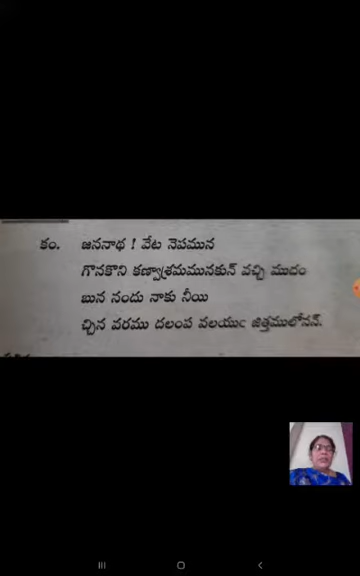 కం. జననాథ ! వేట నెపమున
గొనకొని కణ్వాశ్రమమునకున్ వచ్చి ముదం
బున నందు నాకు నీయి
చ్చిన వరము దలంప వలయుఁ జిత్తములోనన్.